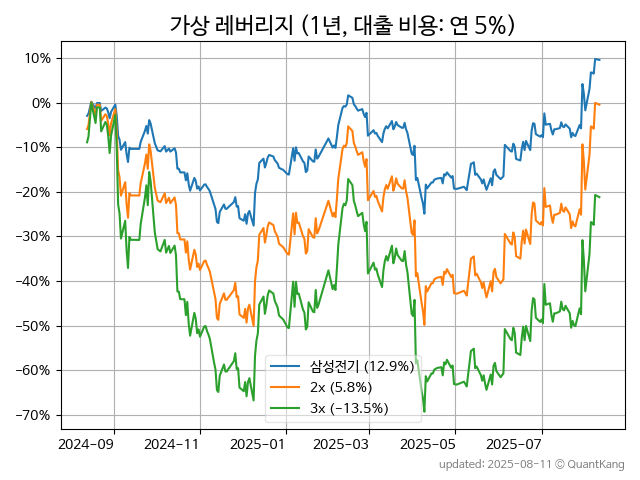 가상 레버리지 (1년, 대출 비용: 연 5%)
10%
0%
−10%
−20%
−30%
−40%
−50%
−60%
−70%
삼성전기 (12.9%)
2x (5.8%)
3x (−13.5%)
2024-09 2024-11 2025-01 2025-03 2025-05 2025-07
updated: 2025-08-11 © QuantKang